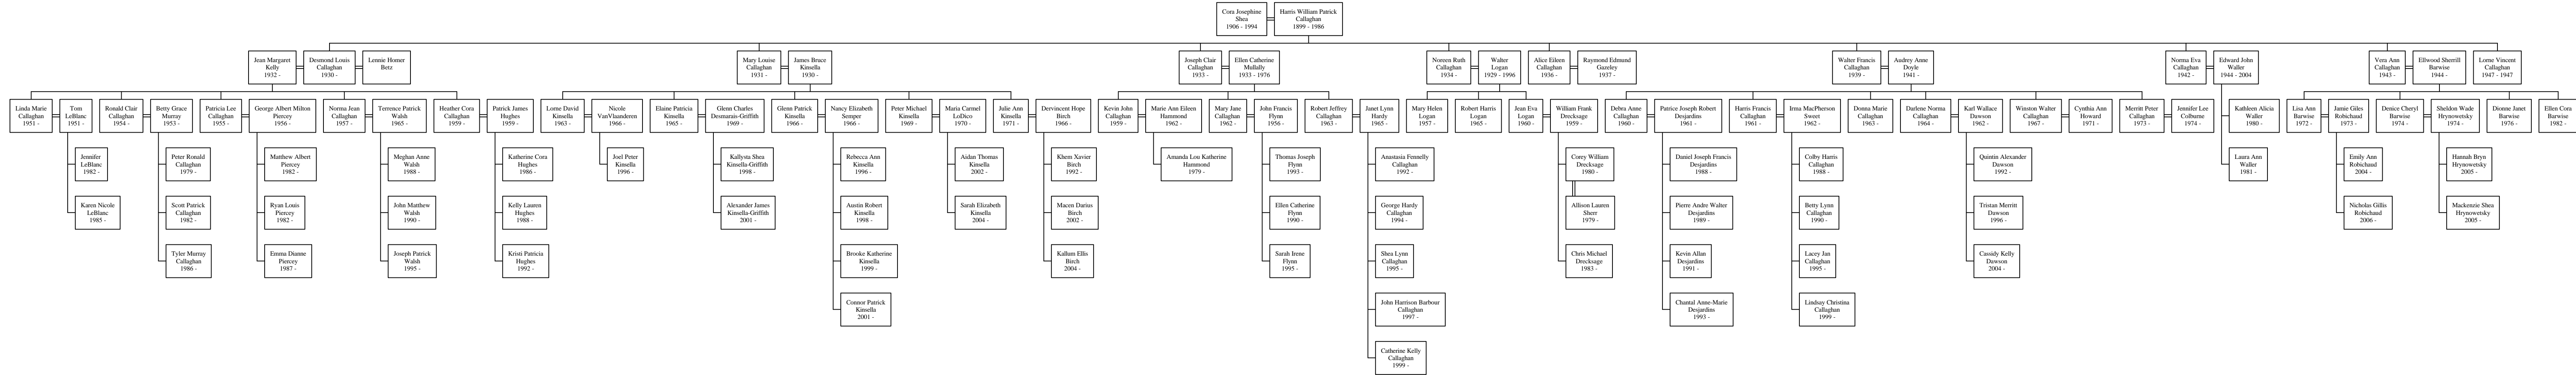 Cora Josephine
Shea
1906 - 1994
Harris William Patrick
Callaghan
1899 - 1986
Jean Margaret
Kelly
1932 -
Desmond Louis
Callaghan
1930 -
Lennie Homer
Betz
Mary Louise
Callaghan
1931 -
James Bruce
Kinsella
1930 -
Joseph Clair
Callaghan
1933 -
Ellen Catherine
Mullally
1933 - 1976
Noreen Ruth
Callaghan
1934 -
Walter
Logan
1929 - 1996
Alice Eileen
Callaghan
1936 -
Raymond Edmund
Gazeley
1937 -
Walter Francis
Callaghan
1939 -
Audrey Anne
Doyle
1941 -
Norma Eva
Callaghan
1942 -
Edward John
Waller
1944 - 2004
Vera Ann
Callaghan
1943 -
Ellwood Sherrill
Barwise
1944 -
Lorne Vincent
Callaghan
1947 - 1947
Linda Marie
Callaghan
1951 -
Tom
LeBlanc
1951 -
Ronald Clair
Callaghan
1954 -
Betty Grace
Murray
1953 -
Patricia Lee
Callaghan
1955 -
George Albert Milton
Piercey
1956 -
Norma Jean
Callaghan
1957 -
Terrence Patrick
Walsh
1965 -
Heather Cora
Callaghan
1959 -
Patrick James
Hughes
1959 -
Lorne David
Kinsella
1963 -
Nicole
VanVlaanderen
1966 -
Elaine Patricia
Kinsella
1965 -
Glenn Charles
Desmarais-Griffith
1969 -
Glenn Patrick
Kinsella
1966 -
Nancy Elizabeth
Semper
1966 -
Peter Michael
Kinsella
1969 -
Maria Carmel
LoDico
1970 -
Julie Ann
Kinsella
1971 -
Dervincent Hope
Birch
1966 -
Kevin John
Callaghan
1959 -
Marie Ann Eileen
Hammond
1962 -
Mary Jane
Callaghan
1962 -
John Francis
Flynn
1956 -
Robert Jeffrey
Callaghan
1963 -
Janet Lynn
Hardy
1965 -
Mary Helen
Logan
1957 -
Robert Harris
Logan
1965 -
Jean Eva
Logan
1960 -
William Frank
Drecksage
1959 -
Debra Anne
Callaghan
1960 -
Patrice Joseph Robert
Desjardins
1961 -
Harris Francis
Callaghan
1961 -
Irma MacPherson
Sweet
1962 -
Donna Marie
Callaghan
1963 -
Darlene Norma
Callaghan
1964 -
Karl Wallace
Dawson
1962 -
Winston Walter
Callaghan
1967 -
Cynthia Ann
Howard
1971 -
Merritt Peter
Callaghan
1973 -
Jennifer Lee
Colburne
1974 -
Kathleen Alicia
Waller
1980 -
Lisa Ann
Barwise
1972 -
Jamie Giles
Robichaud
1973 -
Denice Cheryl
Barwise
1974 -
Sheldon Wade
Hrynowetsky
1974 -
Dionne Janet
Barwise
1976 -
Ellen Cora
Barwise
1982 -
Jennifer
LeBlanc
1982 -
Peter Ronald
Callaghan
1979 -
Matthew Albert
Piercey
1982 -
Meghan Anne
Walsh
1988 -
Katherine Cora
Hughes
1986 -
Joel Peter
Kinsella
1996 -
Kallysta Shea
Kinsella-Griffith
1998 -
Rebecca Ann
Kinsella
1996 -
Aidan Thomas
Kinsella
2002 -
Khem Xavier
Birch
1992 -
Amanda Lou Katherine
Hammond
1979 -
Thomas Joseph
Flynn
1993 -
Anastasia Fennelly
Callaghan
1992 -
Corey William
Drecksage
1980 -
Daniel Joseph Francis
Desjardins
1988 -
Colby Harris
Callaghan
1988 -
Quintin Alexander
Dawson
1992 -
Laura Ann
Waller
1981 -
Emily Ann
Robichaud
2004 -
Hannah Bryn
Hrynowetsky
2005 -
Karen Nicole
LeBlanc
1985 -
Scott Patrick
Callaghan
1982 -
Ryan Louis
Piercey
1982 -
John Matthew
Walsh
1990 -
Kelly Lauren
Hughes
1988 -
Alexander James
Kinsella-Griffith
2001 -
Austin Robert
Kinsella
1998 -
Sarah Elizabeth
Kinsella
2004 -
Macen Darius
Birch
2002 -
Ellen Catherine
Flynn
1990 -
George Hardy
Callaghan
1994 -
Allison Lauren
Sherr
1979 -
Pierre Andre Walter
Desjardins
1989 -
Betty Lynn
Callaghan
1990 -
Tristan Merritt
Dawson
1996 -
Nicholas Gillis
Robichaud
2006 -
Mackenzie Shea
Hrynowetsky
2005 -
Tyler Murray
Callaghan
1986 -
Emma Dianne
Piercey
1987 -
Joseph Patrick
Walsh
1995 -
Kristi Patricia
Hughes
1992 -
Brooke Katherine
Kinsella
1999 -
Kallum Ellis
Birch
2004 -
Sarah Irene
Flynn
1995 -
Shea Lynn
Callaghan
1995 -
Chris Michael
Drecksage
1983 -
Kevin Allan
Desjardins
1991 -
Lacey Jan
Callaghan
1995 -
Cassidy Kelly
Dawson
2004 -
Connor Patrick
Kinsella
2001 -
John Harrison Barbour
Callaghan
1997 -
Chantal Anne-Marie
Desjardins
1993 -
Lindsay Christina
Callaghan
1999 -
Catherine Kelly
Callaghan
1999 -